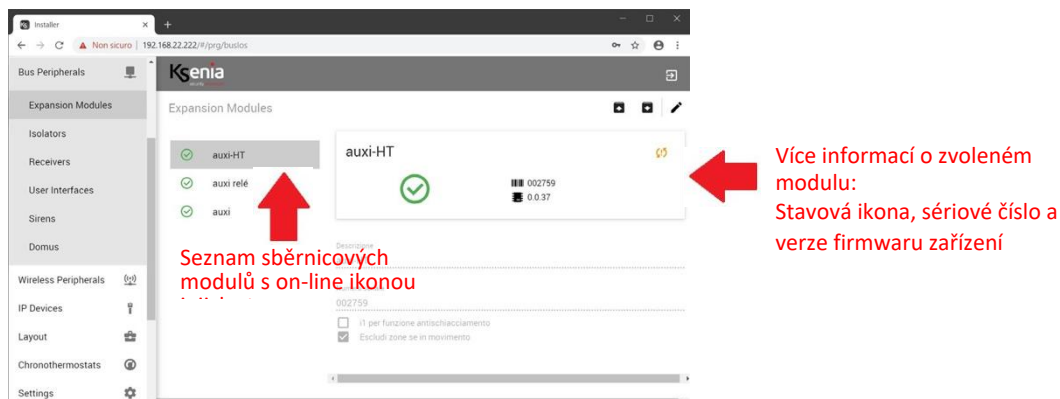 Installer
Non sicuro | 192.168.22.222/#/prg/buslos
Bus Peripherals
Expansion Modules
Isolators
Receivers
User Interfaces
Sirens
Domus
Wireless Peripherals
IP Devices
Layout
Chronothermostats
Settings
Ksenia
Expansion Modules
auxi-HT
auxi relé
auxi
auxi-HT
002759
0.0.37
Descrizione
002759
i1 per funzione antischiacciamento
Escludi zone se in movimento
Seznam sběrnicových
modulů s on-line ikonou
Více informací o zvoleném
modulu:
Stavová ikona, sériové číslo a
verze firmwaru zařízení